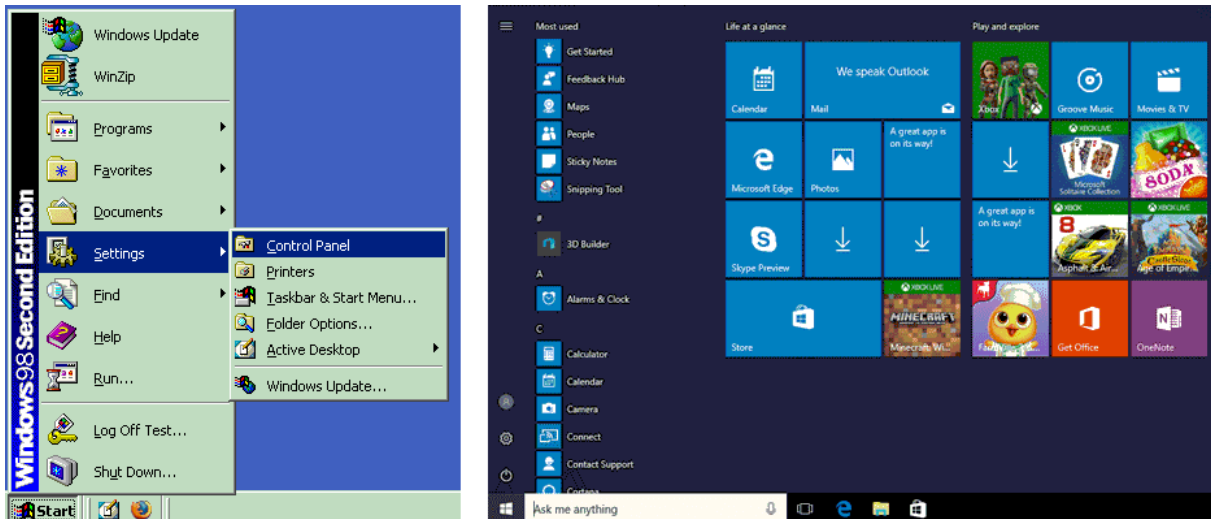 Windows Update
WinZip
Programs
Favorites
Documents
Settings
Find
Help
Run...
Log Off Test...
Shut Down...
Windows98Second Edition
Control Panel
Printers
Taskbar & Start Menu...
Folder Options...
Active Desktop
Windows Update...
Start
Most used
Get Started
Feedback Hub
Maps
People
Sticky Notes
Snipping Tool
#
3D Builder
A
Alarms & Clock
C
Calculator
Calendar
Camera
Connect
Contact Support
Cortana
Ask me anything
Life at a glance
Calendar
We speak Outlook
Mail
Microsoft Edge
Photos
A great app is
on its way!
Skype Preview
Store
MINECRAFT
Minecraft: Wi...
XBOX LIVE
Play and explore
Xbox
Groove Music
Movies & TV
XBOX LIVE
Microsoft
Solitaire Collection
SODA
A great app is
on its way!
XBOX
8
Asphalt 8: Air...
XBOX LIVE
Castle Siege
Age of Empir...
Get Office
OneNote